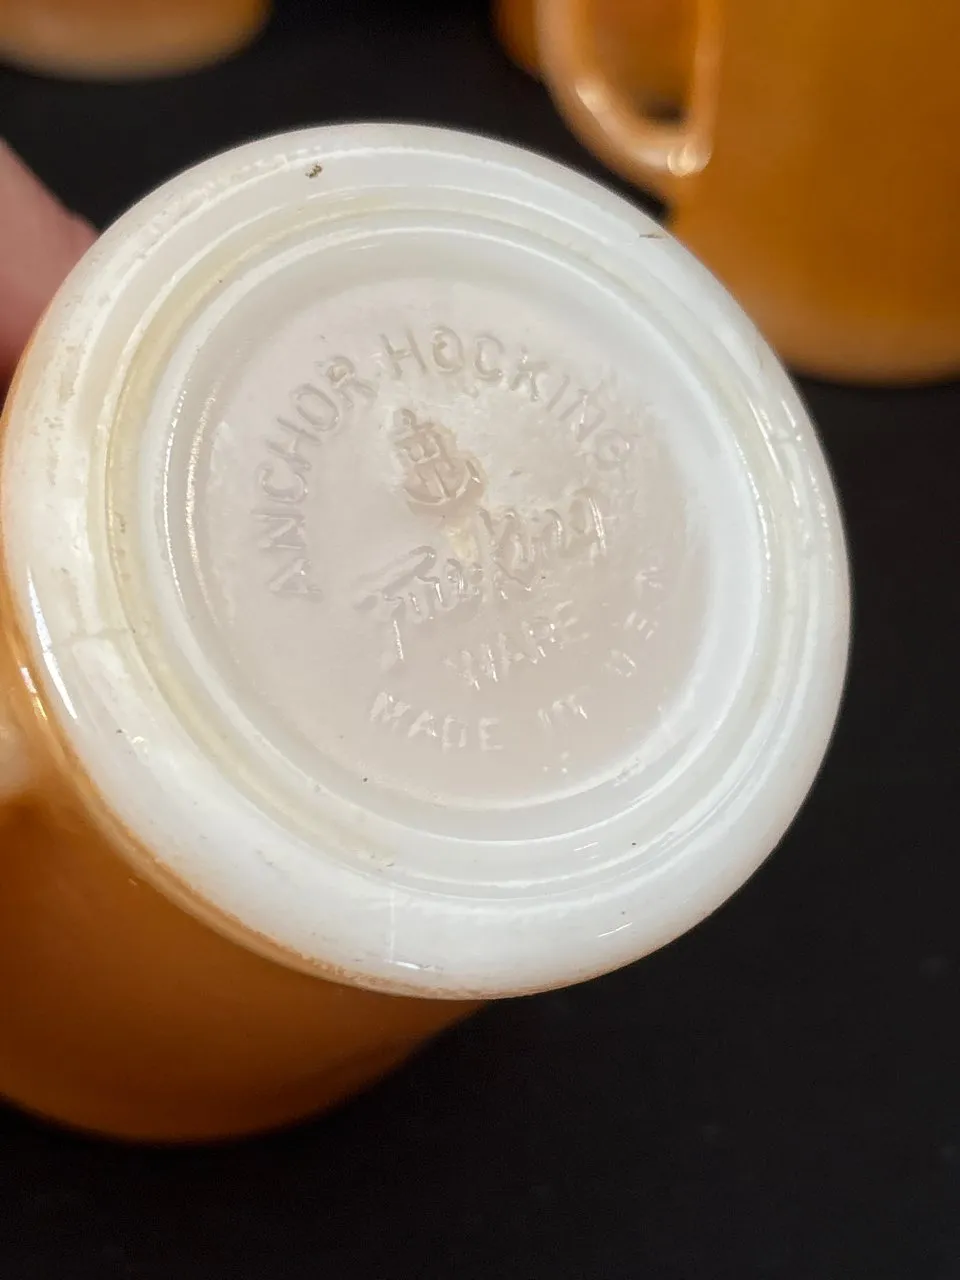 ANCHOR HOCKING
Fire-King
WARE
MADE IN U.S.A.